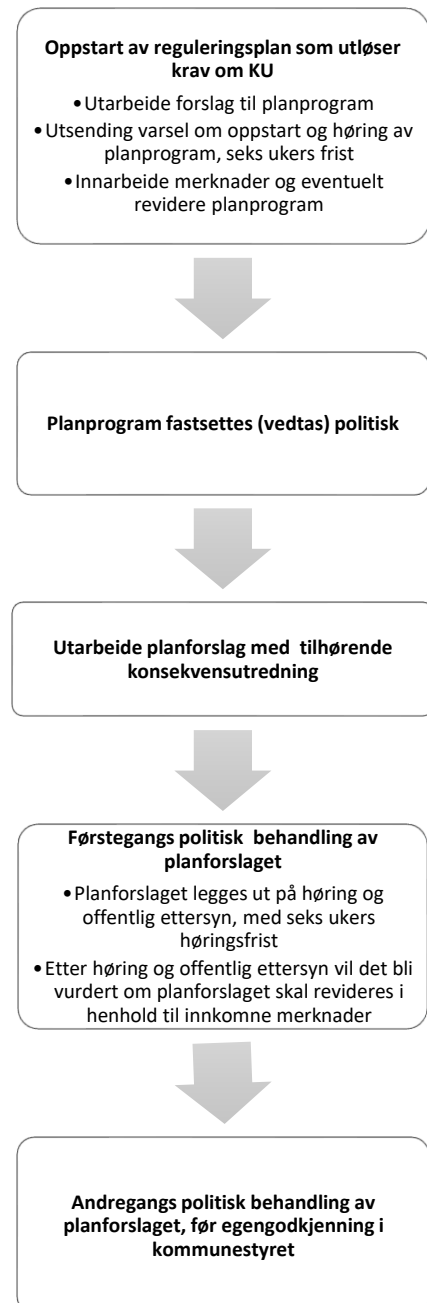 Oppstart av reguleringsplan som utløser
krav om KU
•Utarbeide forslag til planprogram
•Utsending varsel om oppstart og høring av
planprogram, seks ukers frist
•Innarbeide merknader og eventuelt
revidere planprogram
Planprogram fastsettes (vedtas) politisk
Utarbeide planforslag med tilhørende
konsekvensutredning
Førstegangs politisk behandling av
planforslaget
•Planforslaget legges ut på høring og
offentlig ettersyn, med seks ukers
høringsfrist
•Etter høring og offentlig ettersyn vil det bli
vurdert om planforslaget skal revideres i
henhold til innkomne merknader
Andregangs politisk behandling av
planforslaget, før egengodkjenning i
kommunestyret